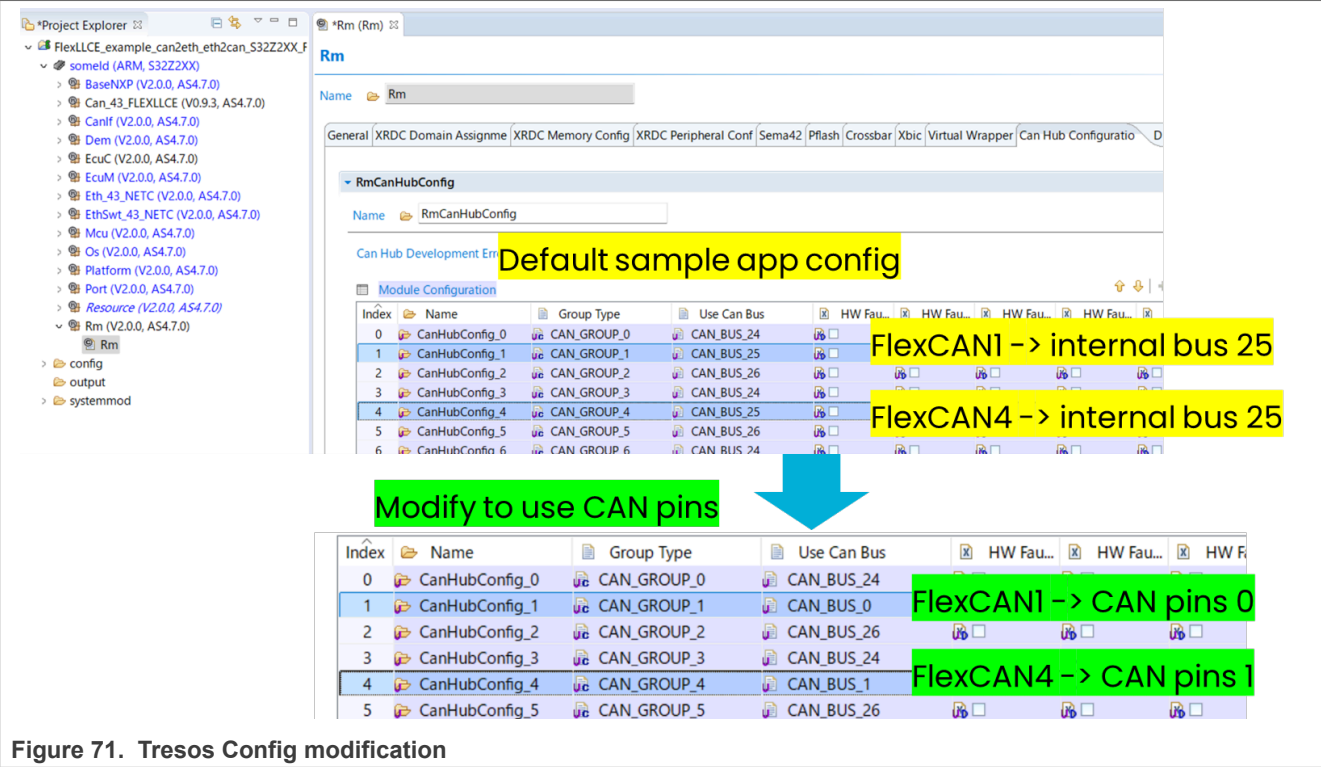 *Project Explorer
FlexLLCE_example_can2eth_eth2can_S32Z2XX_F
someId (ARM, S32Z2XX)
BaseNXP (V2.0.0, AS4.7.0)
Can_43_FLEXLLCE (V0.9.3, AS4.7.0)
CanIf (V2.0.0, AS4.7.0)
Dem (V2.0.0, AS4.7.0)
EcuC (V2.0.0, AS4.7.0)
EcuM (V2.0.0, AS4.7.0)
Eth_43_NETC (V2.0.0, AS4.7.0)
EthSwt_43_NETC (V2.0.0, AS4.7.0)
Mcu (V2.0.0, AS4.7.0)
Os (V2.0.0, AS4.7.0)
Platform (V2.0.0, AS4.7.0)
Port (V2.0.0, AS4.7.0)
Resource (V2.0.0, AS4.7.0)
Rm (V2.0.0, AS4.7.0)
Rm
config
output
systemmod
*Rm (Rm)
Rm
Name Rm
General XRDC Domain Assignme XRDC Memory Config XRDC Peripheral Conf Sema42 Pflash Crossbar Xbic Virtual Wrapper Can Hub Configuratio D
RmCanHubConfig
Name RmCanHubConfig
Can Hub Development Err
Default sample app config
Module Configuration
Index Name Group Type Use Can Bus HW Fau... HW Fau... HW Fau... HW Fau...
0 CanHubConfig_0 CAN_GROUP_0 CAN_BUS_24
1 CanHubConfig_1 CAN_GROUP_1 CAN_BUS_25
FlexCAN1 -> internal bus 25
2 CanHubConfig_2 CAN_GROUP_2 CAN_BUS_26
3 CanHubConfig_3 CAN_GROUP_3 CAN_BUS_24
4 CanHubConfig_4 CAN_GROUP_4 CAN_BUS_25
FlexCAN4 -> internal bus 25
5 CanHubConfig_5 CAN_GROUP_5 CAN_BUS_26
6 CanHubConfig_6 CAN_GROUP_6 CAN_BUS_24
Modify to use CAN pins
Index Name Group Type Use Can Bus HW Fau... HW Fau... HW F
0 CanHubConfig_0 CAN_GROUP_0 CAN_BUS_24
1 CanHubConfig_1 CAN_GROUP_1 CAN_BUS_0
FlexCAN1 -> CAN pins 0
2 CanHubConfig_2 CAN_GROUP_2 CAN_BUS_26
3 CanHubConfig_3 CAN_GROUP_3 CAN_BUS_24
4 CanHubConfig_4 CAN_GROUP_4 CAN_BUS_1
FlexCAN4 -> CAN pins 1
5 CanHubConfig_5 CAN_GROUP_5 CAN_BUS_26
Figure 71. Tresos Config modification